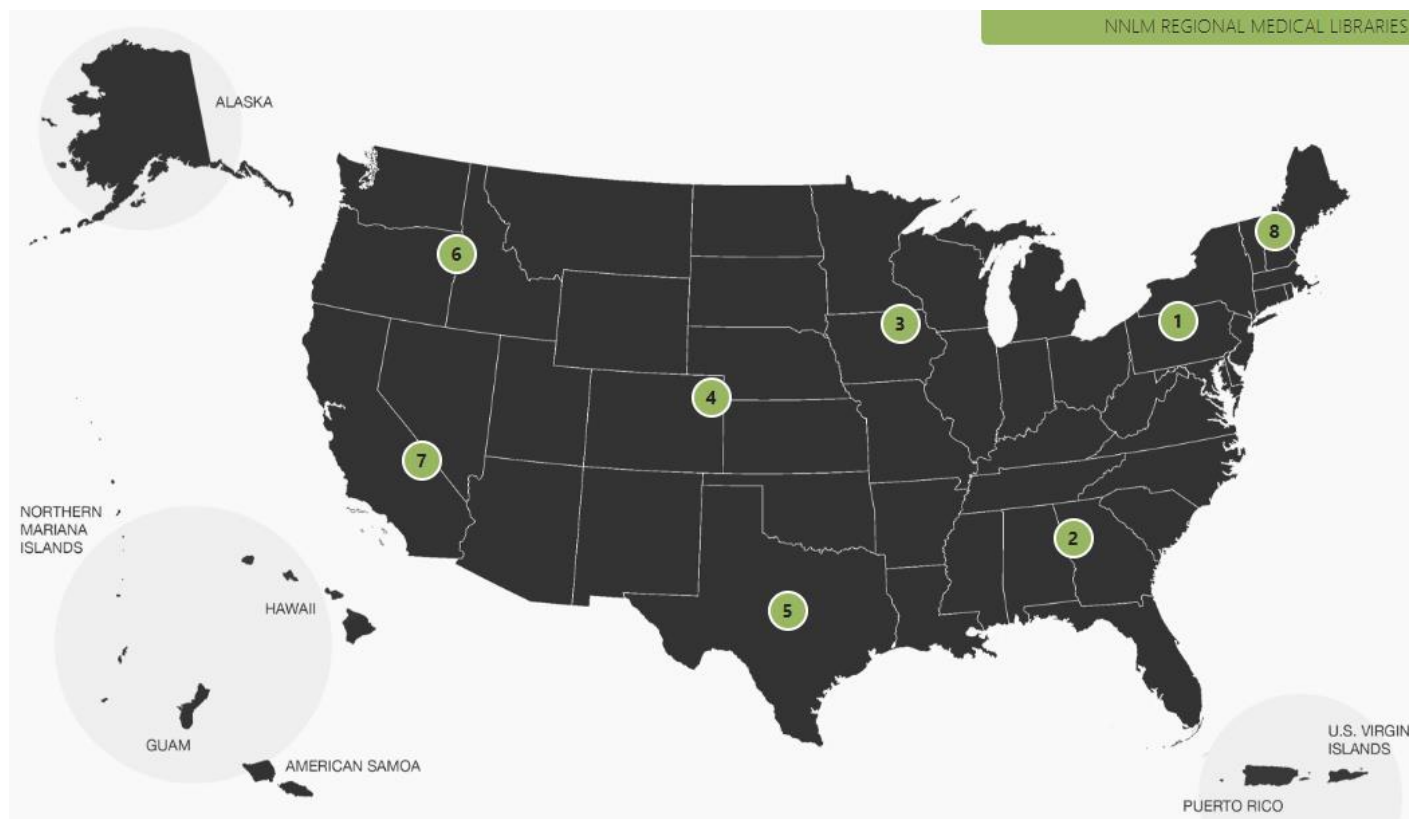 NNLM REGIONAL MEDICAL LIBRARIES
ALASKA
8
6
1
3
4
7
NORTHERN
MARIANA
ISLANDS
2
HAWAII
5
GUAM
AMERICAN SAMOA
U.S. VIRGIN
ISLANDS
PUERTO RICO